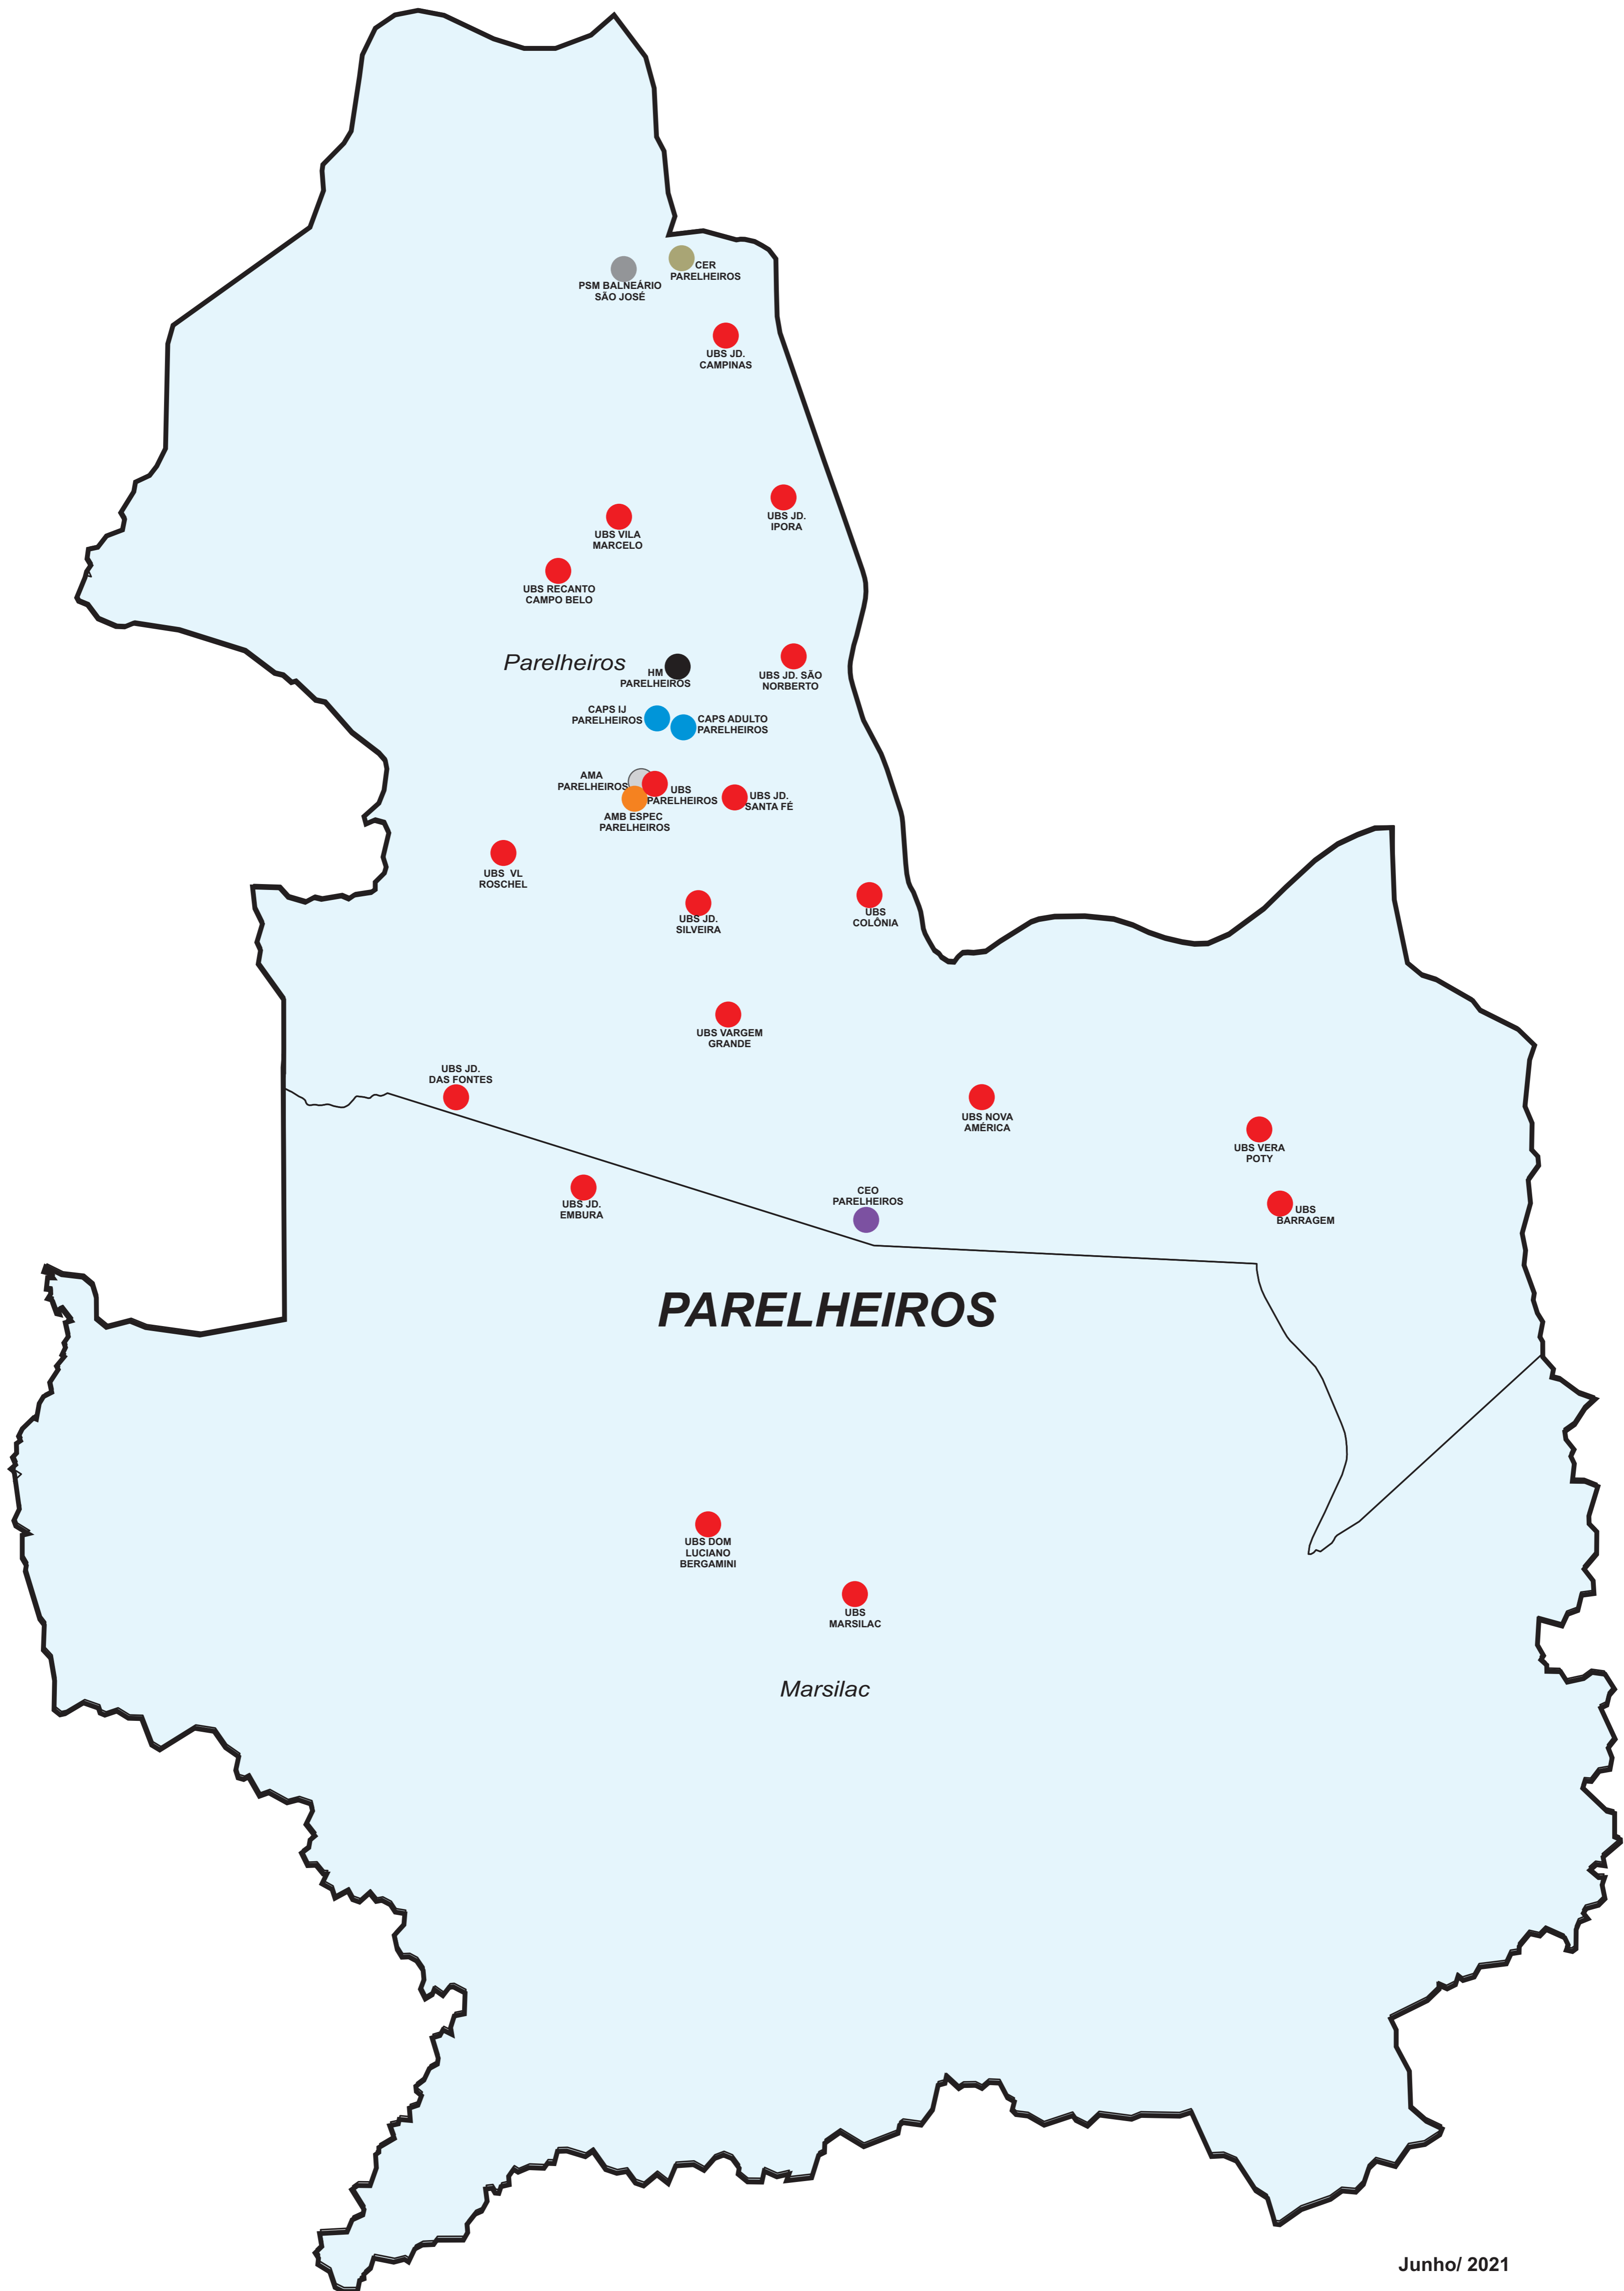 CER
PARELHEIROS
PSM BALNEÁRIO
SÃO JOSÉ
UBS JD.
CAMPINAS
UBS JD.
IPORA
UBS VILA
MARCELO
UBS RECANTO
CAMPO BELO
Parelheiros
HM
PARELHEIROS
UBS JD. SÃO
NORBERTO
CAPS IJ
PARELHEIROS
CAPS ADULTO
PARELHEIROS
AMA
PARELHEIROS
UBS
PARELHEIROS
UBS JD.
SANTA FÉ
AMB ESPEC
PARELHEIROS
UBS VL
ROSCHEL
UBS JD.
SILVEIRA
UBS
COLÔNIA
UBS VARGEM
GRANDE
UBS JD.
DAS FONTES
UBS NOVA
AMÉRICA
UBS VERA
POTY
CEO
PARELHEIROS
UBS JD.
EMBURA
UBS
BARRAGEM
PARELHEIROS
UBS DOM
LUCIANO
BERGAMINI
UBS
MARSILAC
Marsilac
Junho/ 2021